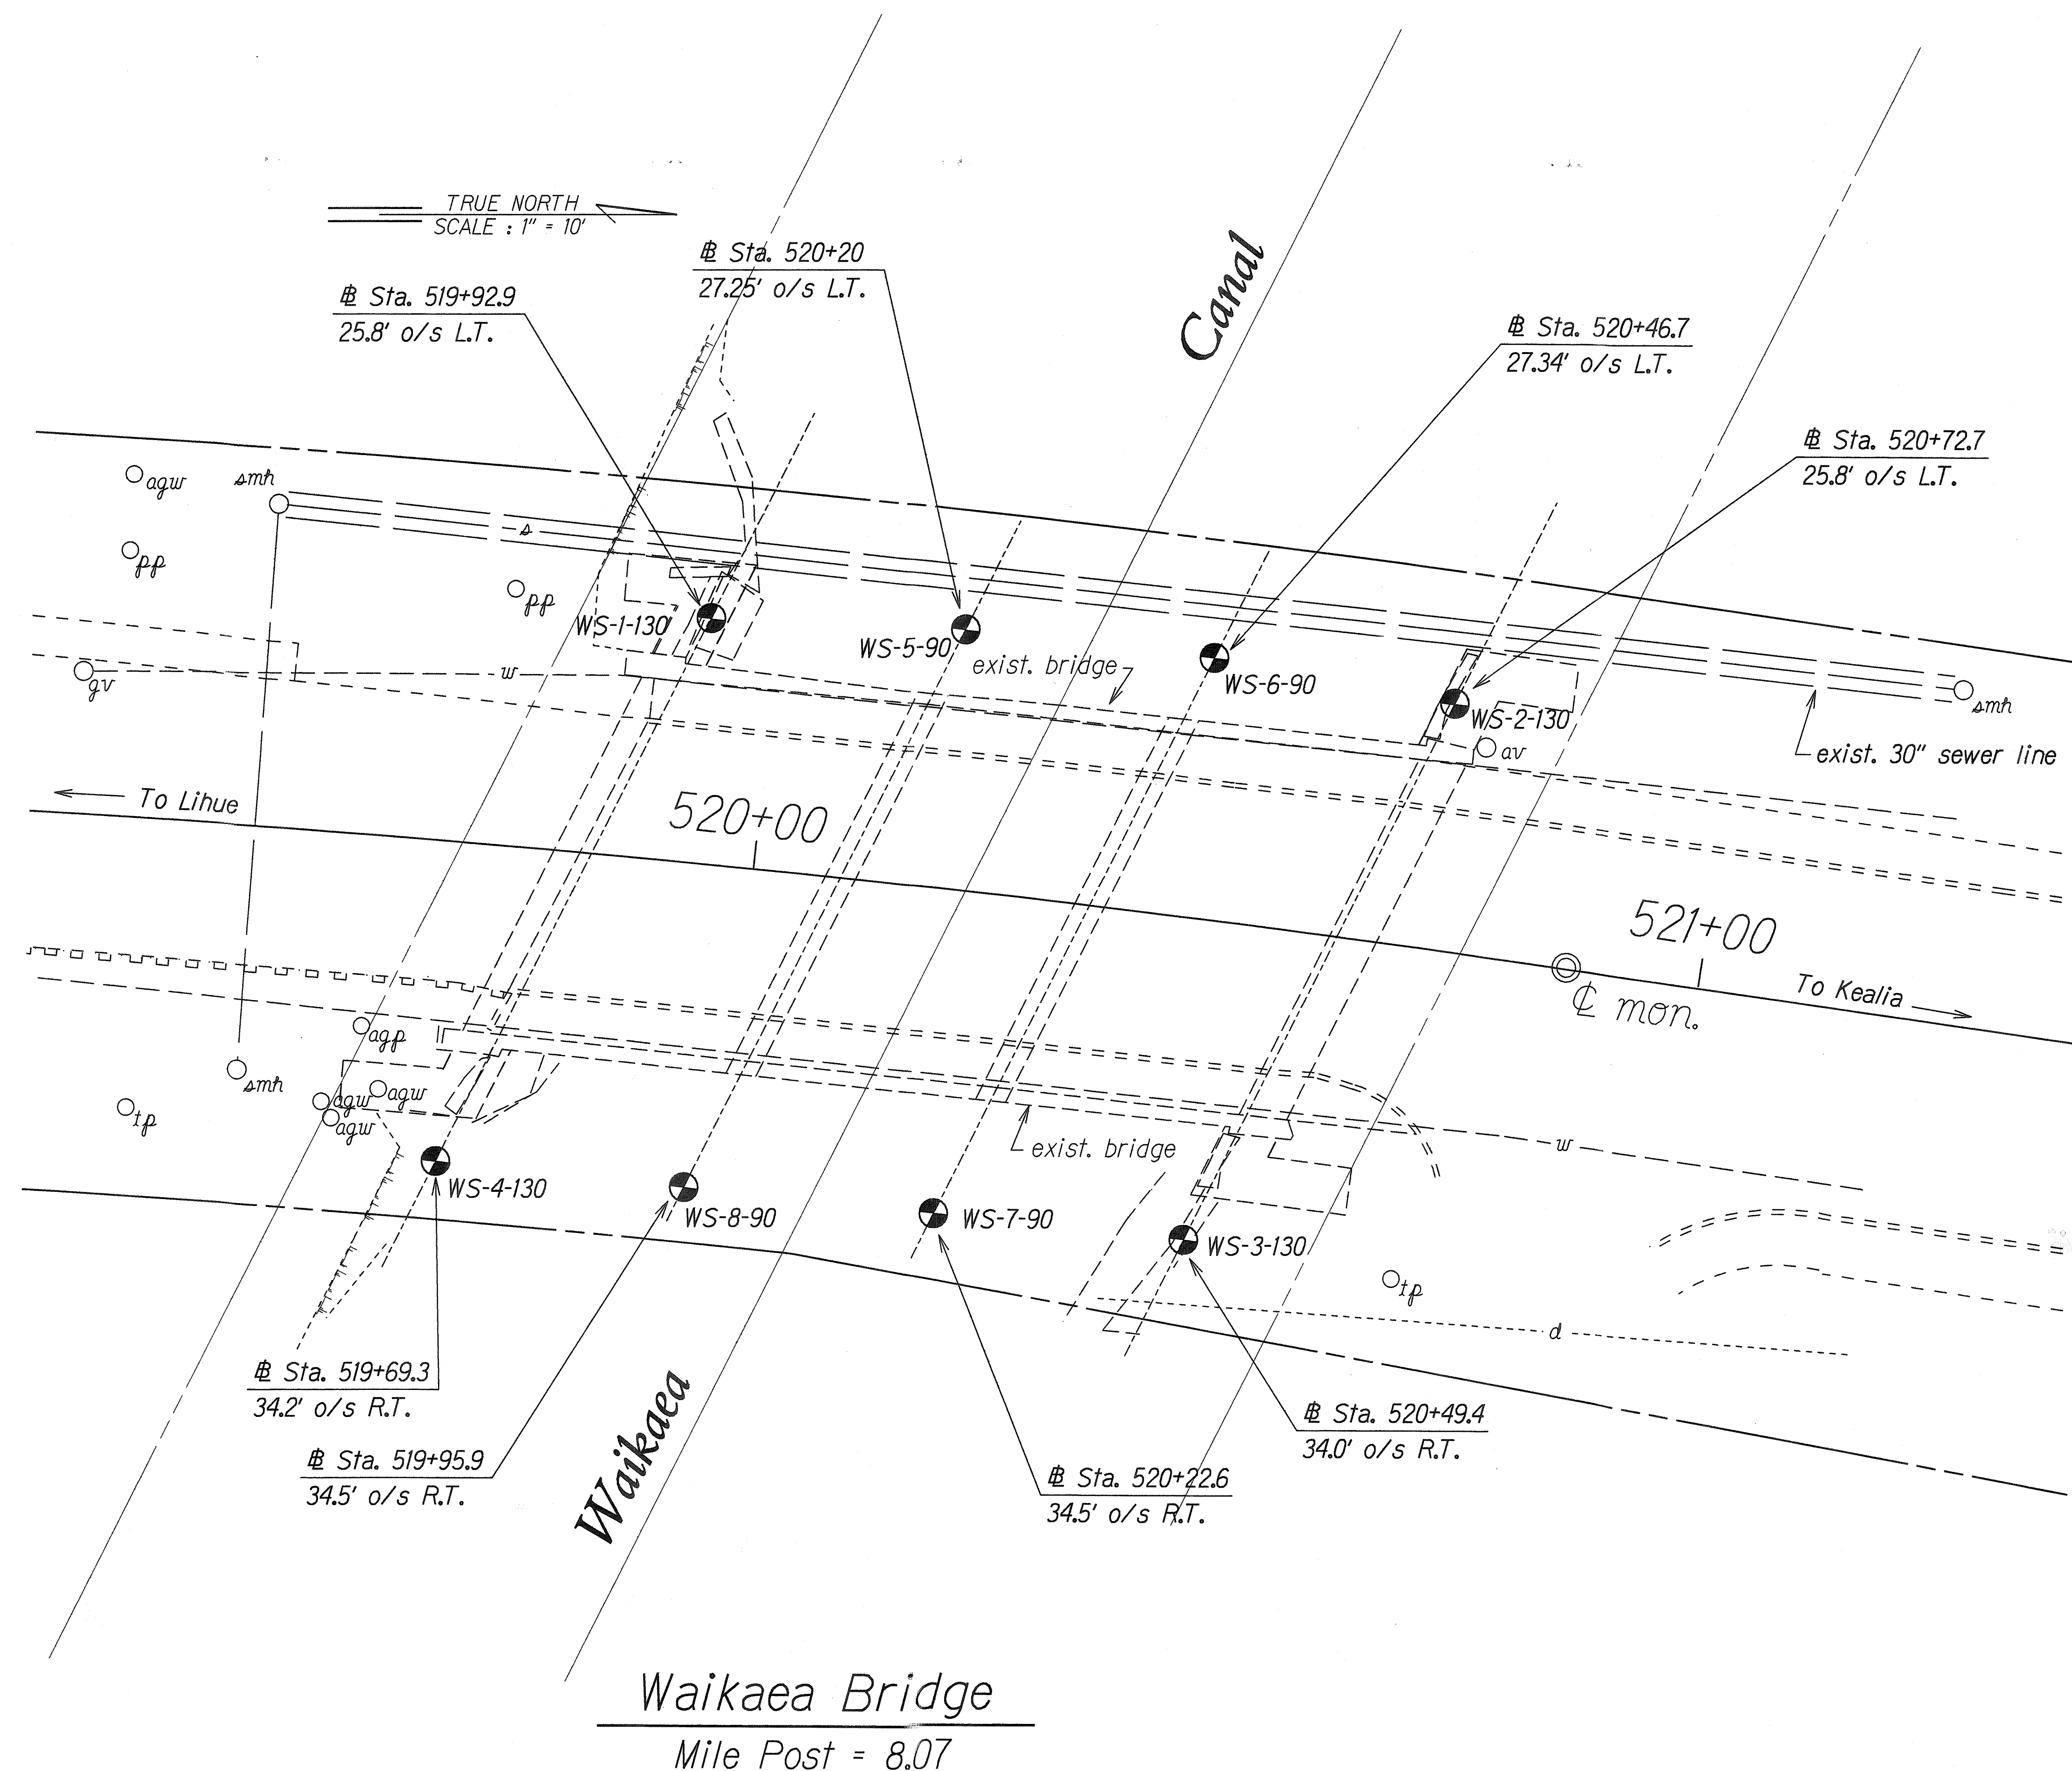 TRUE NORTH
SCALE : 1" = 10'
℄ Sta. 520+20
27.25' o/s L.T.
Canal
℄ Sta. 519+92.9
25.8' o/s L.T.
℄ Sta. 520+46.7
27.34' o/s L.T.
℄ Sta. 520+72.7
25.8' o/s L.T.
agw
smh
s
pp
pp
WS-1-130
WS-5-90
exist. bridge
WS-6-90
WS-2-130
smh
gv
w
av
exist. 30" sewer line
To Lihue
520+00
521+00
To Kealia
℄ mon.
agp
smh
agw
agw
agw
tp
exist. bridge
w
WS-4-130
WS-8-90
WS-7-90
WS-3-130
tp
d
℄ Sta. 519+69.3
34.2' o/s R.T.
Waikaea
℄ Sta. 520+49.4
34.0' o/s R.T.
℄ Sta. 519+95.9
34.5' o/s R.T.
℄ Sta. 520+22.6
34.5' o/s R.T.
Waikaea Bridge
Mile Post = 8.07